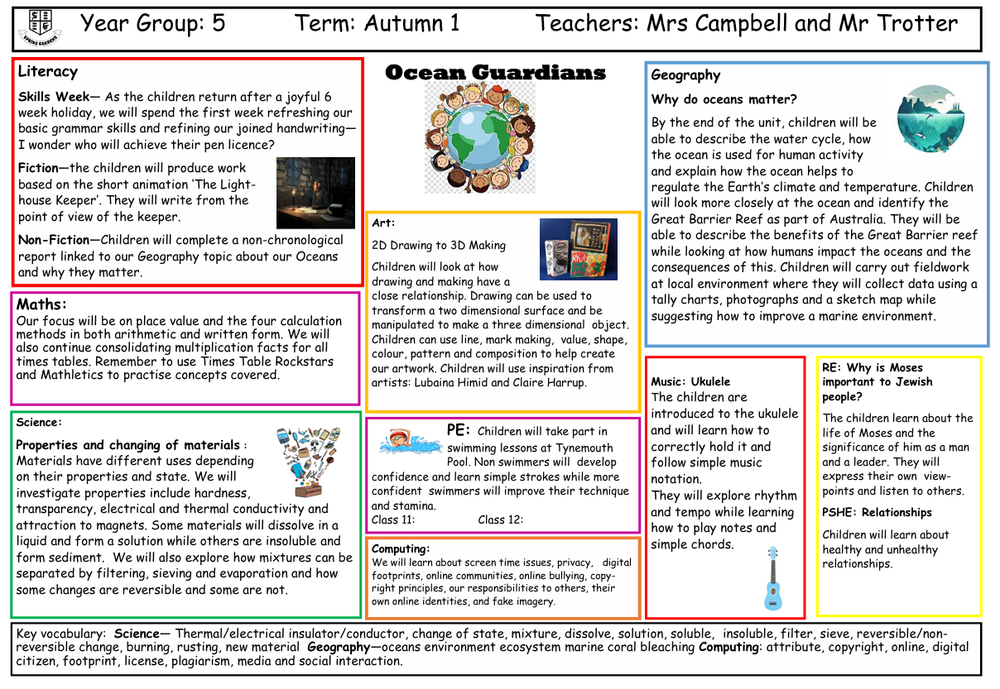 SPRING GARDENS
Year Group: 5 Term: Autumn 1 Teachers: Mrs Campbell and Mr Trotter
Literacy
Skills Week— As the children return after a joyful 6
week holiday, we will spend the first week refreshing our
basic grammar skills and refining our joined handwriting—
I wonder who will achieve their pen licence?
Fiction—the children will produce work
based on the short animation ‘The Light-
house Keeper’. They will write from the
point of view of the keeper.
Non-Fiction—Children will complete a non-chronological
report linked to our Geography topic about our Oceans
and why they matter.
Maths:
Our focus will be on place value and the four calculation
methods in both arithmetic and written form. We will
also continue consolidating multiplication facts for all
times tables. Remember to use Times Table Rockstars
and Mathletics to practise concepts covered.
Science:
Properties and changing of materials :
Materials have different uses depending
on their properties and state. We will
investigate properties include hardness,
transparency, electrical and thermal conductivity and
attraction to magnets. Some materials will dissolve in a
liquid and form a solution while others are insoluble and
form sediment. We will also explore how mixtures can be
separated by filtering, sieving and evaporation and how
some changes are reversible and some are not.
Ocean Guardians
Art:
2D Drawing to 3D Making
Children will look at how
drawing and making have a
close relationship. Drawing can be used to
transform a two dimensional surface and be
manipulated to make a three dimensional object.
Children can use line, mark making, value, shape,
colour, pattern and composition to help create
our artwork. Children will use inspiration from
artists: Lubaina Himid and Claire Harrup.
PE: Children will take part in
swimming lessons at Tynemouth
Pool. Non swimmers will develop
confidence and learn simple strokes while more
confident swimmers will improve their technique
and stamina.
Class 11: Class 12:
Computing:
We will learn about screen time issues, privacy, digital
footprints, online communities, online bullying, copy-
right principles, our responsibilities to others, their
own online identities, and fake imagery.
Geography
Why do oceans matter?
By the end of the unit, children will be
able to describe the water cycle, how
the ocean is used for human activity
and explain how the ocean helps to
regulate the Earth’s climate and temperature. Children
will look more closely at the ocean and identify the
Great Barrier Reef as part of Australia. They will be
able to describe the benefits of the Great Barrier reef
while looking at how humans impact the oceans and the
consequences of this. Children will carry out fieldwork
at local environment where they will collect data using a
tally charts, photographs and a sketch map while
suggesting how to improve a marine environment.
Music: Ukulele
The children are
introduced to the ukulele
and will learn how to
correctly hold it and
follow simple music
notation.
They will explore rhythm
and tempo while learning
how to play notes and
simple chords.
RE: Why is Moses
important to Jewish
people?
The children learn about the
life of Moses and the
significance of him as a man
and a leader. They will
express their own view-
points and listen to others.
PSHE: Relationships
Children will learn about
healthy and unhealthy
relationships.
Key vocabulary: Science— Thermal/electrical insulator/conductor, change of state, mixture, dissolve, solution, soluble, insoluble, filter, sieve, reversible/non-
reversible change, burning, rusting, new material Geography—oceans environment ecosystem marine coral bleaching Computing: attribute, copyright, online, digital
citizen, footprint, license, plagiarism, media and social interaction.